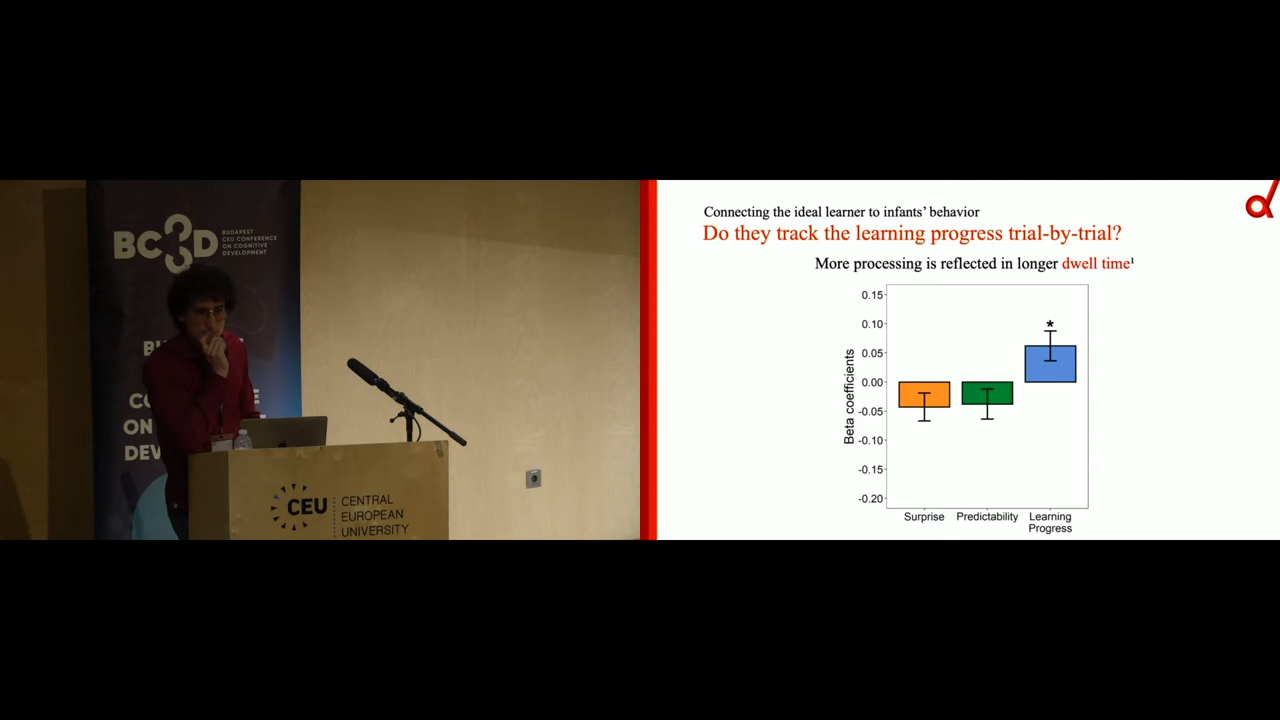 BC3D
BUDAPEST
CEU CONFERENCE
ON COGNITIVE
DEVELOPMENT
ON
DEV
CEU
CENTRAL
EUROPEAN
UNIVERSITY
Connecting the ideal learner to infants' behavior
Do they track the learning progress trial-by-trial?
More processing is reflected in longer dwell time¹
0.15
0.10
0.05
0.00
-0.05
-0.10
-0.15
-0.20
Beta coefficients
*
Surprise
Predictability
Learning
Progress